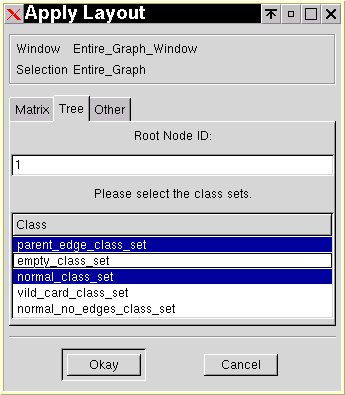 Apply Layout
Window Entire_Graph_Window
Selection Entire_Graph
Matrix Tree Other
Root Node ID:
1
Please select the class sets.
Class
parent_edge_class_set
empty_class_set
normal_class_set
vild_card_class_set
normal_no_edges_class_set
Okay Cancel